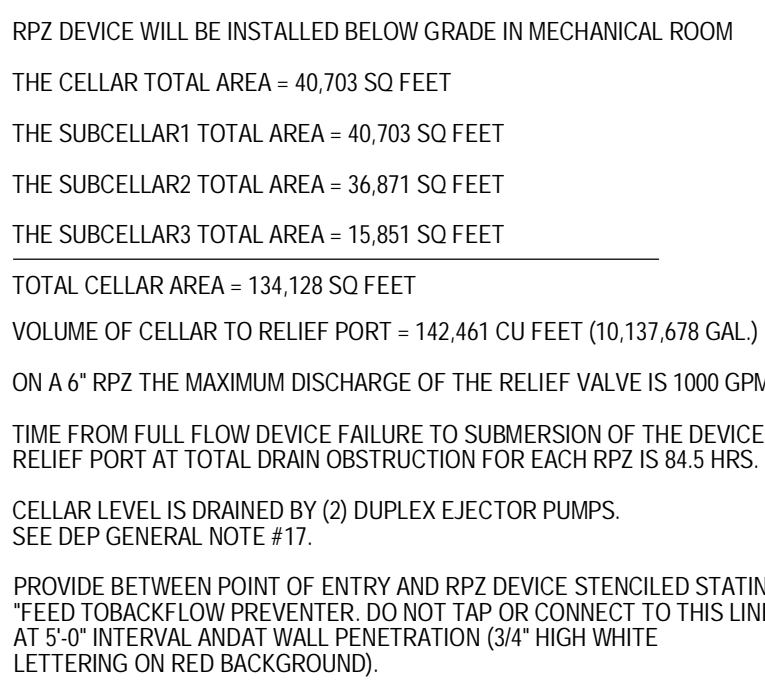 RPZ DEVICE WILL BE INSTALLED BELOW GRADE IN MECHANICAL ROOM
THE CELLAR TOTAL AREA = 40,703 SQ FEET
THE SUBCELLAR1 TOTAL AREA = 40,703 SQ FEET
THE SUBCELLAR2 TOTAL AREA = 36,871 SQ FEET
THE SUBCELLAR3 TOTAL AREA = 15,851 SQ FEET
TOTAL CELLAR AREA = 134,128 SQ FEET
VOLUME OF CELLAR TO RELIEF PORT = 142,461 CU FEET (10,137,678 GAL.)
ON A 6" RPZ THE MAXIMUM DISCHARGE OF THE RELIEF VALVE IS 1000 GPM
TIME FROM FULL FLOW DEVICE FAILURE TO SUBMERSION OF THE DEVICE
RELIEF PORT AT TOTAL DRAIN OBSTRUCTION FOR EACH RPZ IS 84.5 HRS.
CELLAR LEVEL IS DRAINED BY (2) DUPLEX EJECTOR PUMPS.
SEE DEP GENERAL NOTE #17.
PROVIDE BETWEEN POINT OF ENTRY AND RPZ DEVICE STENCILED STATIN
"FEED TOBACKFLOW PREVENTER. DO NOT TAP OR CONNECT TO THIS LIN
AT 5'-0" INTERVAL ANDAT WALL PENETRATION (3/4" HIGH WHITE
LETTERING ON RED BACKGROUND).